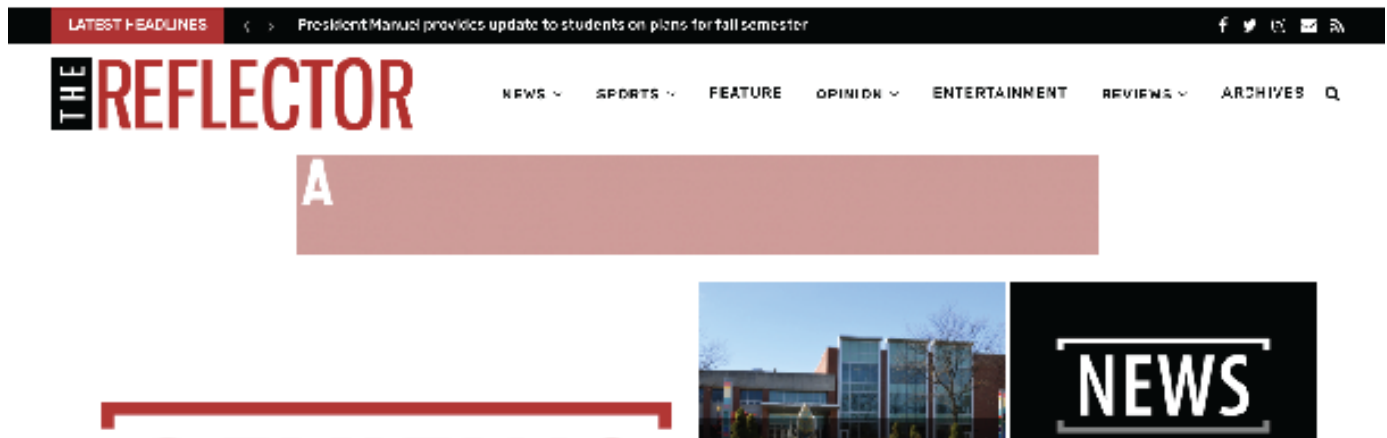 LATEST HEADLINES President Manuel provides update to students on plans for fall semester
THE REFLECTOR
NEWS SPORTS FEATURE OPINION ENTERTAINMENT REVIEWS ARCHIVES
A
NEWS